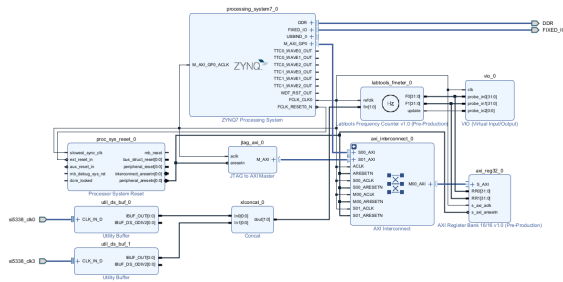 processing_system7_0
DDR
FIXED_IO
USBIND_0
M_AXI_GP0
M_AXI_GP0_ACLK
ZYNQ
TTC0_WAVE0_OUT
TTC0_WAVE1_OUT
TTC0_WAVE2_OUT
TTC1_WAVE0_OUT
TTC1_WAVE1_OUT
TTC1_WAVE2_OUT
WDT_RST_OUT
FCLK_CLK0
FCLK_RESET0_N
ZYNQ7 Processing System
DDR
labtools_fmeter_0
refclk
fin[1:0]
Hz
F0[31:0]
F1[31:0]
update
Labtools Frequency Counter v1.0 (Pre-Production)
vio_0
clk
probe_in0[31:0]
probe_in1[31:0]
probe_in2[0:0]
VIO (Virtual Input/Output)
proc_sys_reset_0
slowest_sync_clk
ext_reset_in
aux_reset_in
mb_debug_sys_rst
dcm_locked
mb_reset
bus_struct_reset[0:0]
peripheral_reset[0:0]
interconnect_aresetn[0:0]
peripheral_aresetn[0:0]
Processor System Reset
jtag_axi_0
aclk
aresetn
M_AXI
JTAG to AXI Master
axi_interconnect_0
S00_AXI
S01_AXI
ACLK
ARESETN
S00_ACLK
S00_ARESETN
M00_ACLK
M00_ARESETN
S01_ACLK
S01_ARESETN
M00_AXI
AXI Interconnect
axi_reg32_0
S_AXI
RR0[31:0]
RR1[31:0]
s_axi_aclk
s_axi_aresetn
AXI Register Bank 16/16 v1.0 (Pre-Production)
si5338_clk0
util_ds_buf_0
CLK_IN_D
IBUF_OUT[0:0]
IBUF_DS_ODIV2[0:0]
Utility Buffer
xlconcat_0
In0[0:0]
In1[0:0]
dout[1:0]
Concat
si5338_clk3
util_ds_buf_1
CLK_IN_D
IBUF_OUT[0:0]
IBUF_DS_ODIV2[0:0]
Utility Buffer